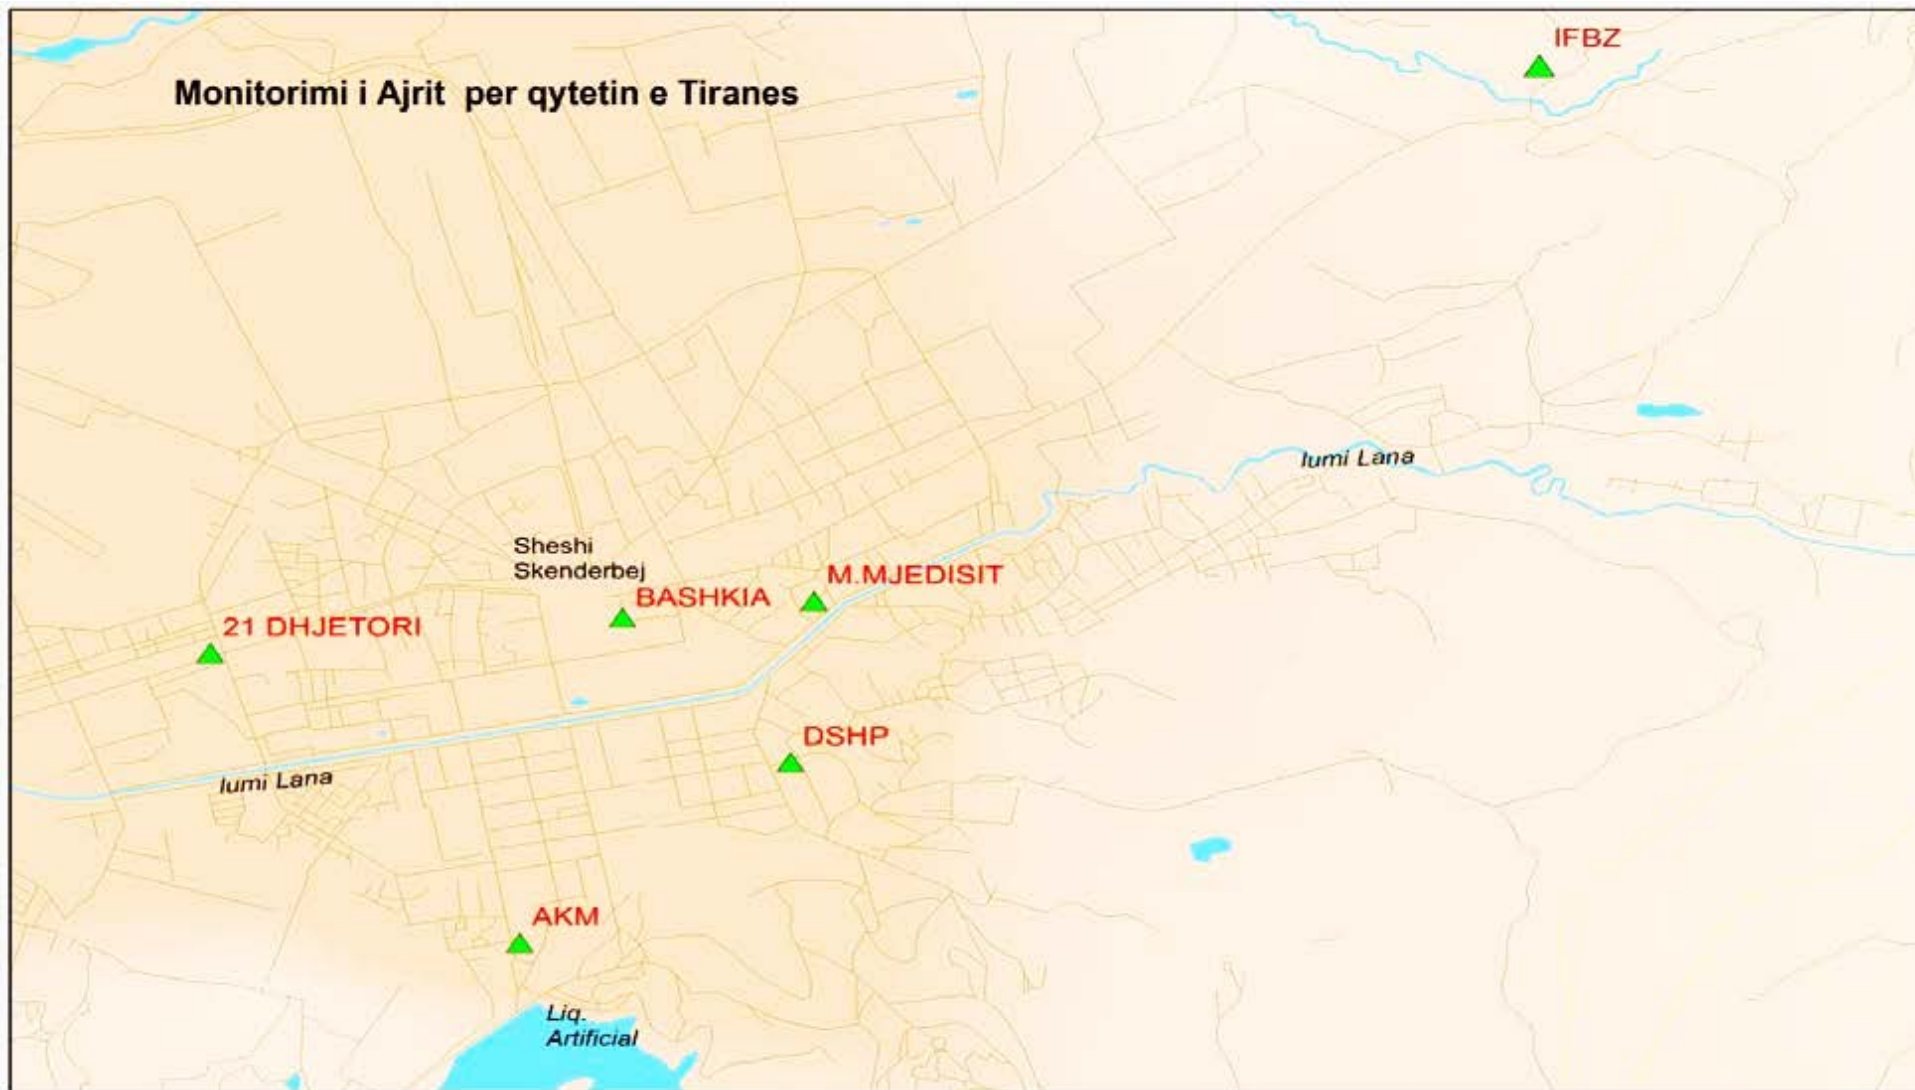 IFBZ
Monitorimi i Ajrit per qytetin e Tiranes
lumi Lana
Sheshi
Skenderbej
M.MJEDISIT
BASHKIA
21 DHJETORI
DSHP
lumi Lana
AKM
Liq.
Artificial